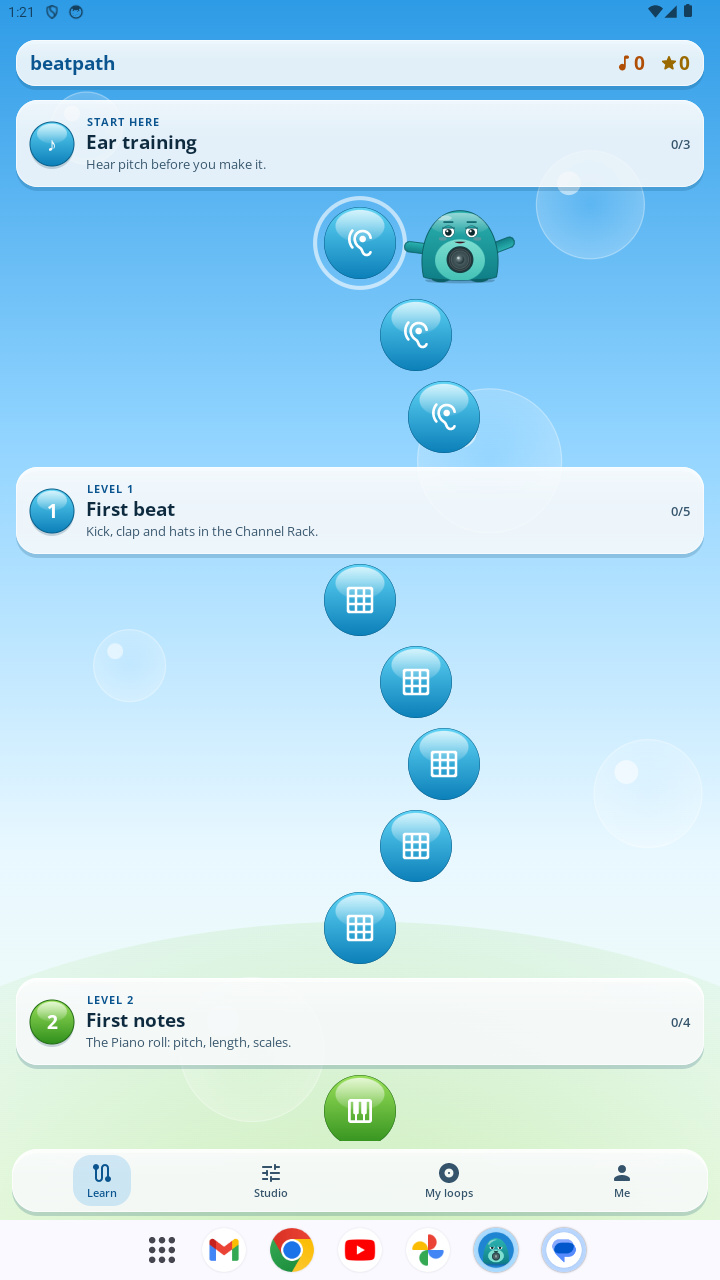 1:21
beatpath
0
0
START HERE
Ear training
Hear pitch before you make it.
0/3
LEVEL 1
1
First beat
Kick, clap and hats in the Channel Rack.
0/5
LEVEL 2
2
First notes
The Piano roll: pitch, length, scales.
0/4
Learn
Studio
My loops
Me